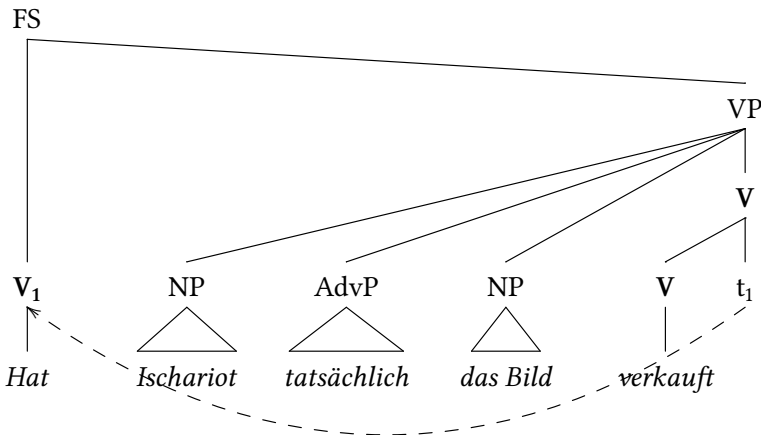 FS
VP
V
V₁ NP AdvP NP V t₁
Hat Ischariot tatsächlich das Bild verkauft